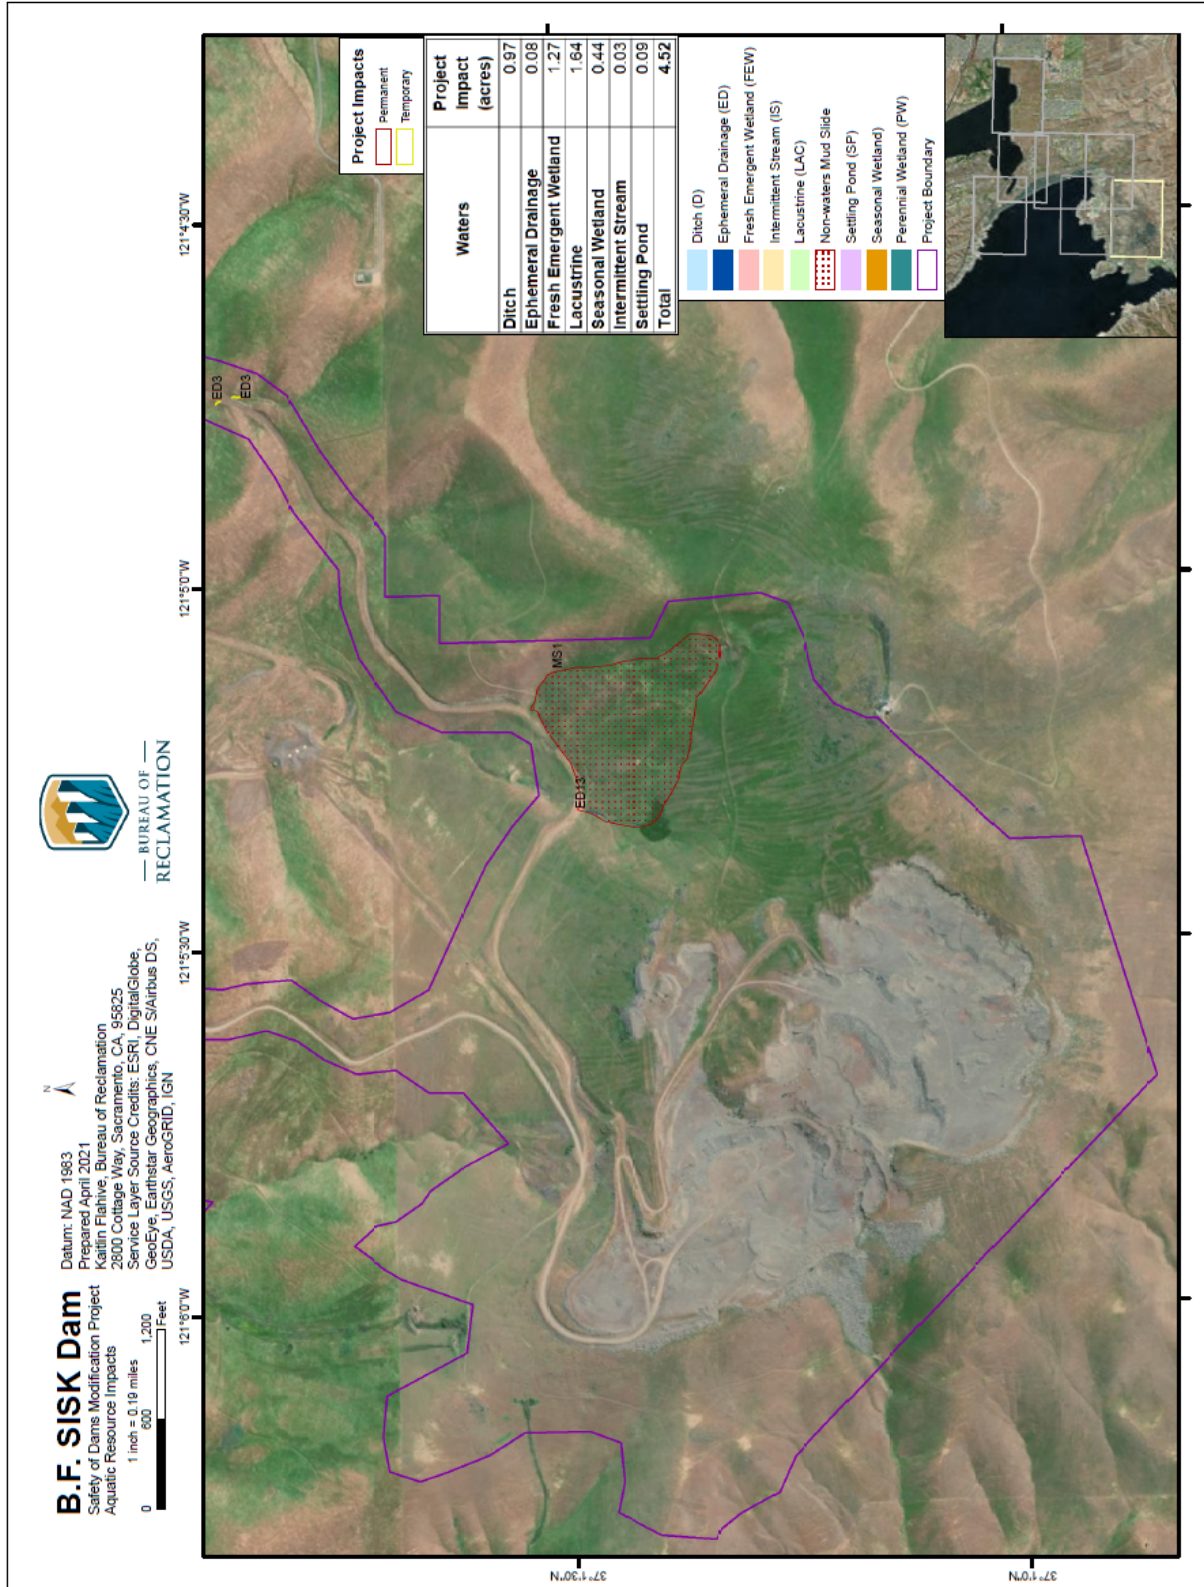 B.F. SISK Dam
Safety of Dams Modification Project
Aquatic Resource Impacts
1 inch = 0.19 miles
0 600 1,200
Feet
N
Datum: NAD 1983
Prepared April 2021
Kaitlin Flahive, Bureau of Reclamation
2800 Cottage Way, Sacramento, CA, 95825
Service Layer Source Credits: ESRI, DigitalGlobe,
GeoEye, Earthstar Geographics, CNE S/Airbus DS,
USDA, USGS, AeroGRID, IGN
— BUREAU OF —
RECLAMATION
121°6'0"W
121°5'30"W
121°5'0"W
121°4'30"W
37°1'30"N
37°1'0"N
ED3
ED3
MS1
ED13
Project Impacts
Permanent
Temporary
Waters Project Impact (acres)
Ditch 0.97
Ephemeral Drainage 0.08
Fresh Emergent Wetland 1.27
Lacustrine 1.64
Seasonal Wetland 0.44
Intermittent Stream 0.03
Settling Pond 0.09
Total 4.52
Ditch (D)
Ephemeral Drainage (ED)
Fresh Emergent Wetland (FEW)
Intermittent Stream (IS)
Lacustrine (LAC)
Non-waters Mud Slide
Settling Pond (SP)
Seasonal Wetland)
Perennial Wetland (PW)
Project Boundary